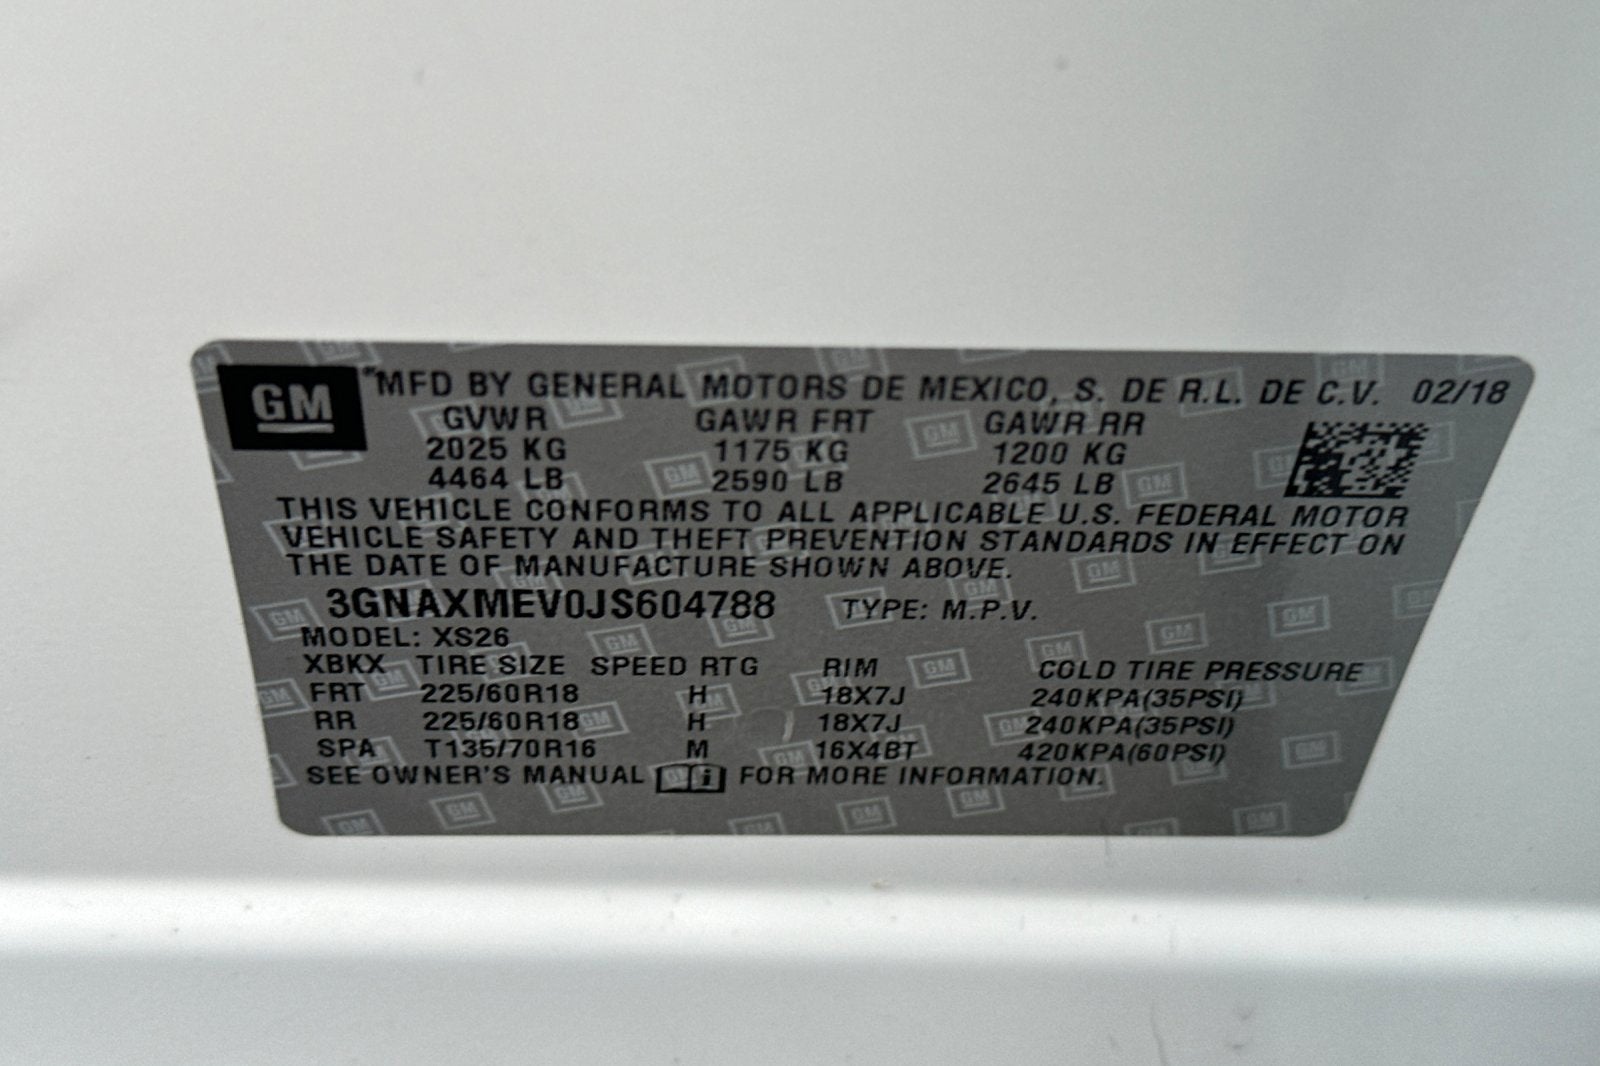 GM MFD BY GENERAL MOTORS DE MEXICO, S. DE R.L. DE C.V. 02/18
GVWR GAWR FRT GAWR RR
2025 KG 1175 KG 1200 KG
4464 LB 2590 LB 2645 LB
THIS VEHICLE CONFORMS TO ALL APPLICABLE U.S. FEDERAL MOTOR
VEHICLE SAFETY AND THEFT PREVENTION STANDARDS IN EFFECT ON
THE DATE OF MANUFACTURE SHOWN ABOVE.
3GNAXMEV0JS604788 TYPE: M.P.V.
MODEL: XS26
XBKX TIRE SIZE SPEED RTG RIM COLD TIRE PRESSURE
FRT 225/60R18 H 18X7J 240KPA(35PSI)
RR 225/60R18 H 18X7J 240KPA(35PSI)
SPA T135/70R16 M 16X4BT 420KPA(60PSI)
SEE OWNER'S MANUAL i FOR MORE INFORMATION.